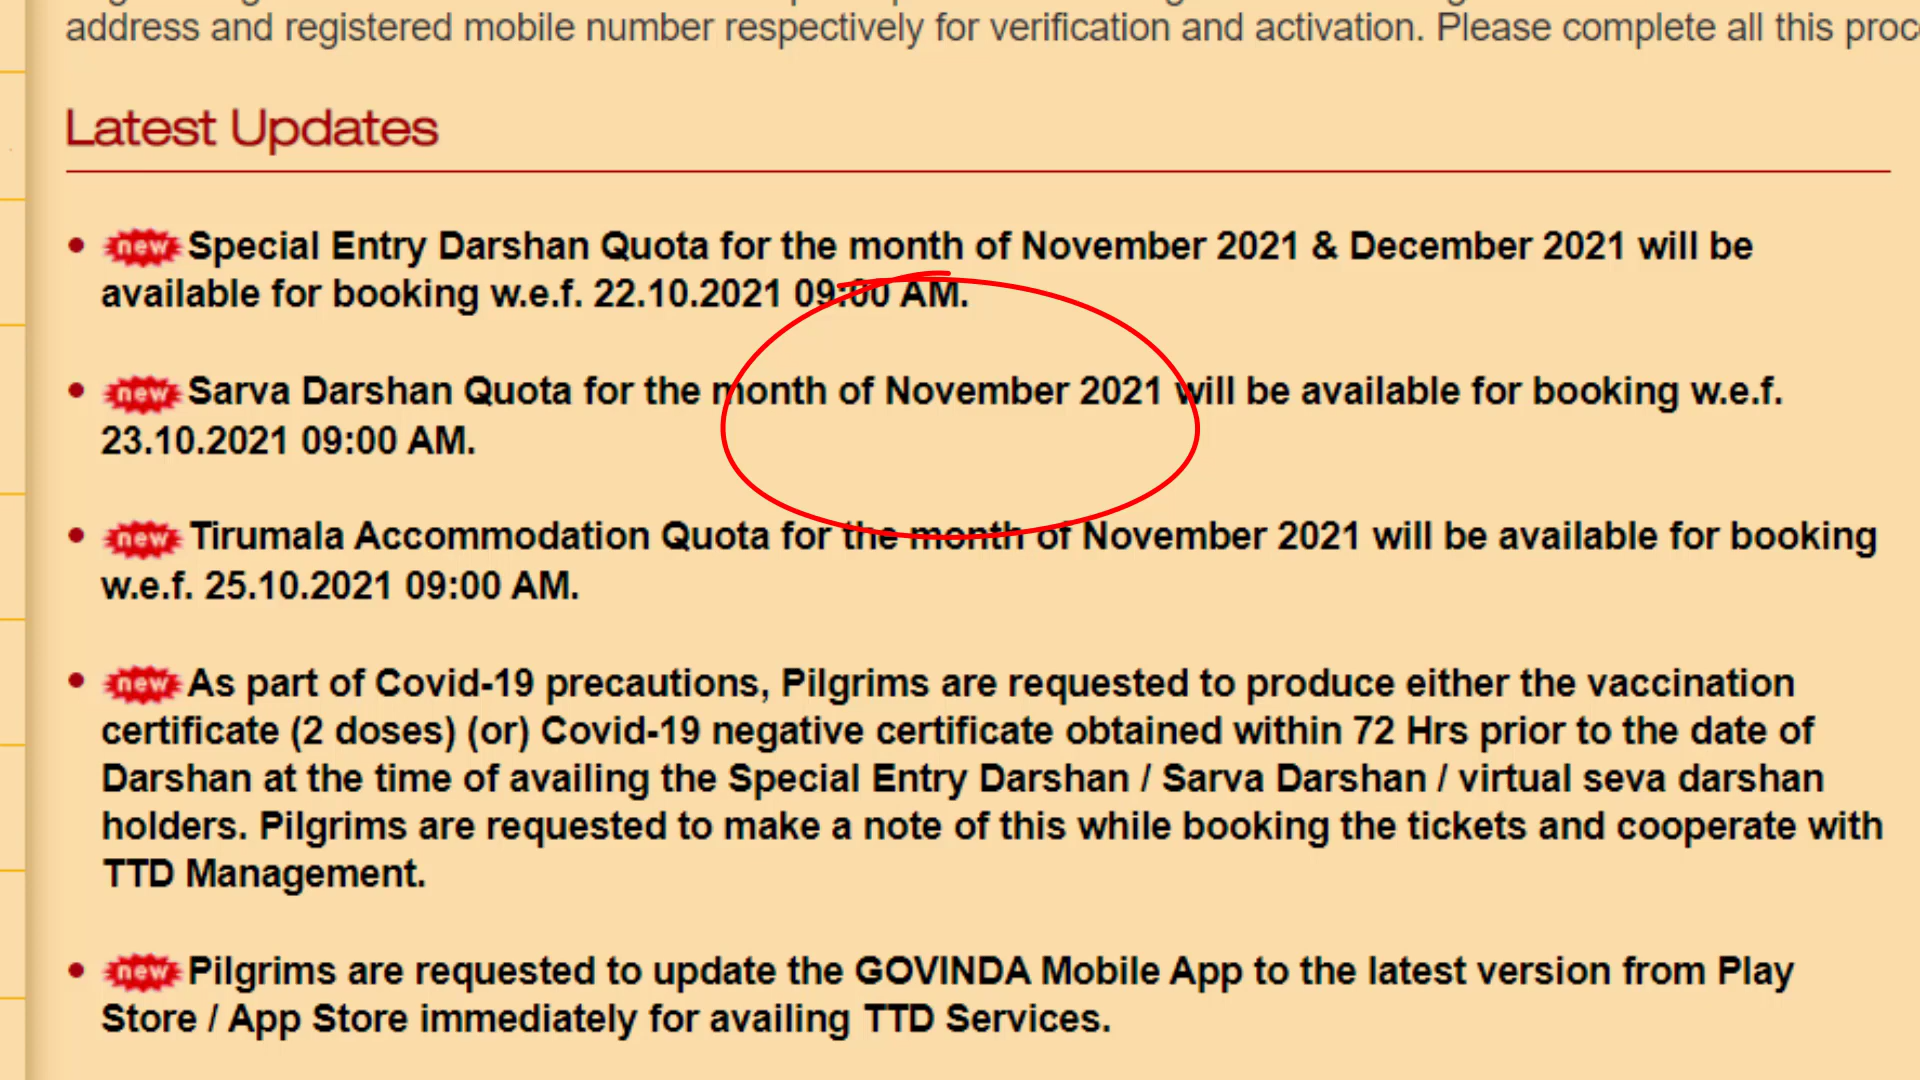 address and registered mobile number respectively for verification and activation. Please complete all this
Latest Updates
new Special Entry Darshan Quota for the month of November 2021 & December 2021 will be
available for booking w.e.f. 22.10.2021 09:00 AM.
new Sarva Darshan Quota for the month of November 2021 will be available for booking w.e.f.
23.10.2021 09:00 AM.
new Tirumala Accommodation Quota for the month of November 2021 will be available for booking
w.e.f. 25.10.2021 09:00 AM.
new As part of Covid-19 precautions, Pilgrims are requested to produce either the vaccination
certificate (2 doses) (or) Covid-19 negative certificate obtained within 72 Hrs prior to the date of
Darshan at the time of availing the Special Entry Darshan / Sarva Darshan / virtual seva darshan
holders. Pilgrims are requested to make a note of this while booking the tickets and cooperate with
TTD Management.
new Pilgrims are requested to update the GOVINDA Mobile App to the latest version from Play
Store / App Store immediately for availing TTD Services.